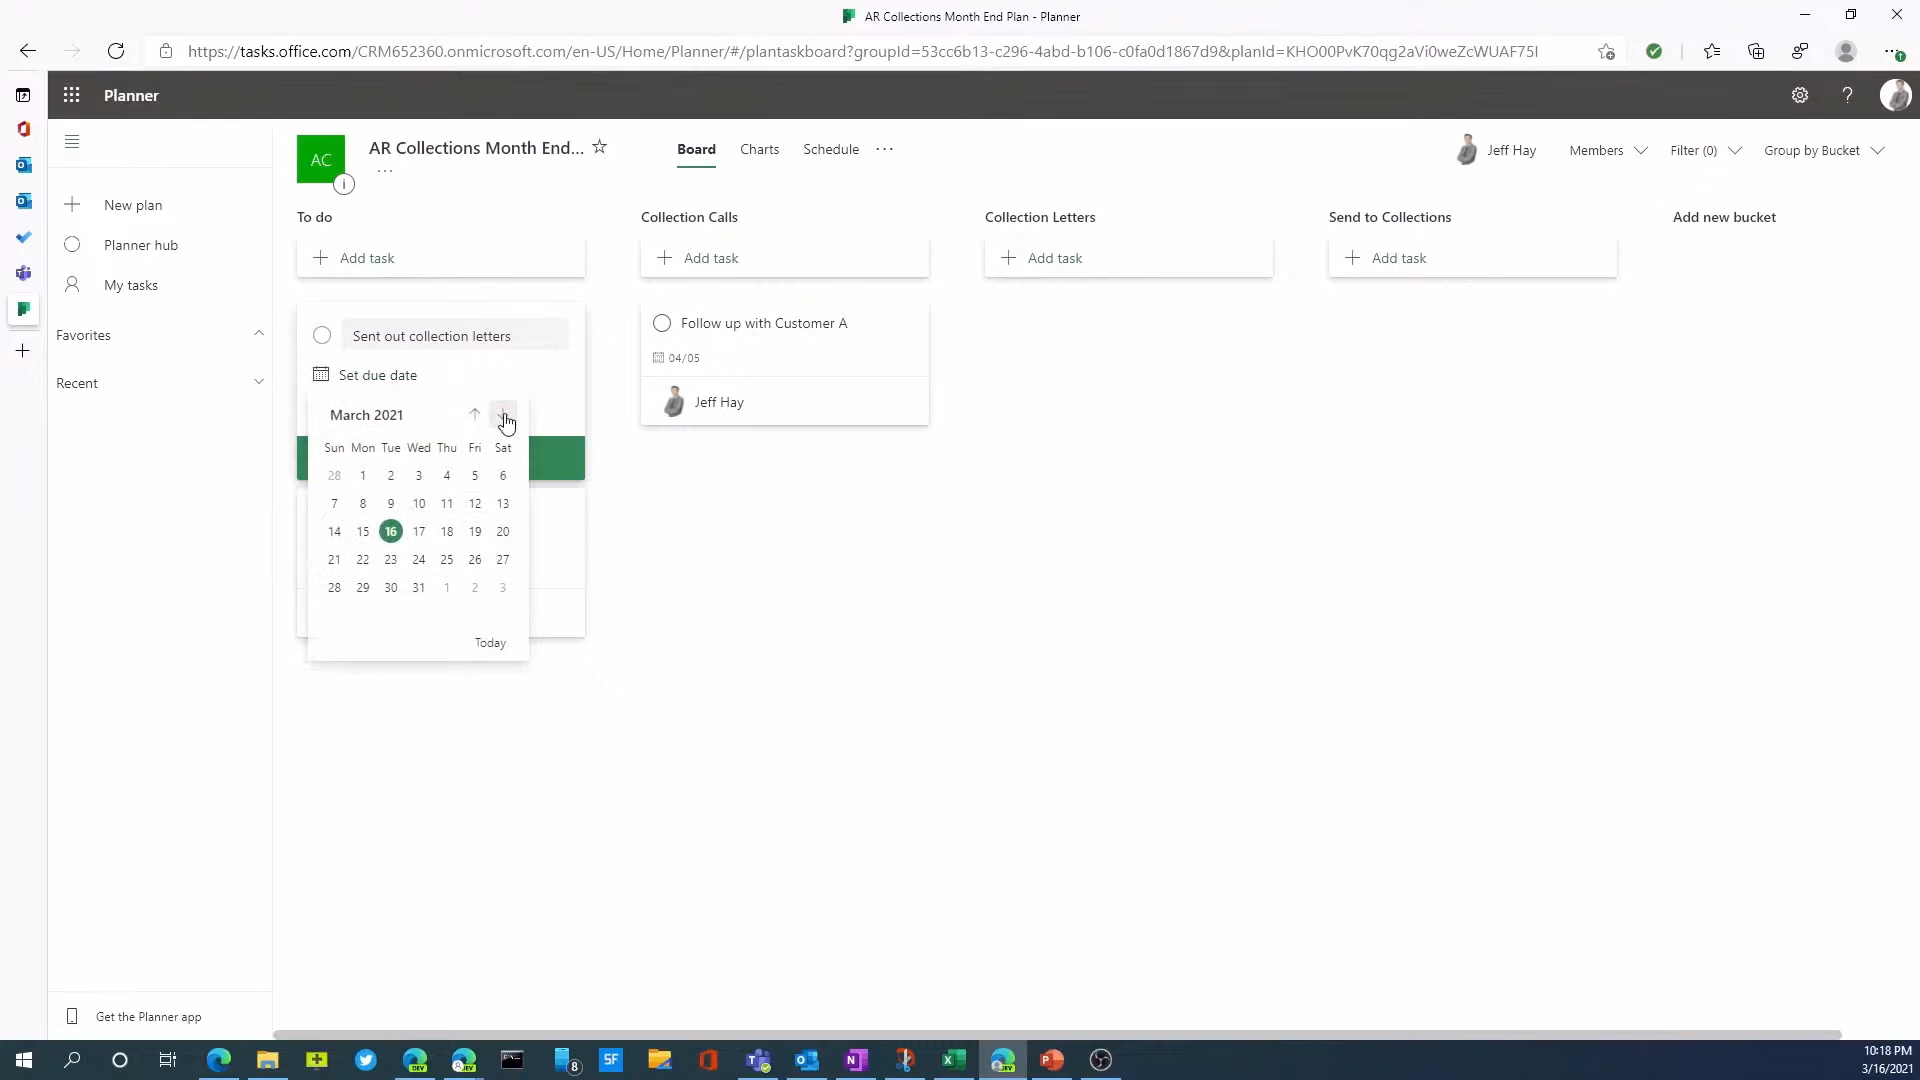 AR Collections Month End Plan - Planner
https://tasks.office.com/CRM652360.onmicrosoft.com/en-US/Home/Planner/#/plantaskboard?groupId=53cc6b13-c296-4abd-b106-c0fa0d1867d9&planId=KHO00PvK70qg2aVi0weZcWUAF75I
Planner
?
AC
AR Collections Month End...
Board
Charts
Schedule
Jeff Hay
Members
Filter (0)
Group by Bucket
New plan
Planner hub
My tasks
Favorites
Recent
To do
Collection Calls
Collection Letters
Send to Collections
Add new bucket
Add task
Add task
Add task
Add task
Sent out collection letters
Set due date
Follow up with Customer A
04/05
Jeff Hay
March 2021
Sun Mon Tue Wed Thu Fri Sat
28 1 2 3 4 5 6
7 8 9 10 11 12 13
14 15 16 17 18 19 20
21 22 23 24 25 26 27
28 29 30 31 1 2 3
Today
Get the Planner app
DEV
DEV
8
SF
DEV
10:18 PM
3/16/2021